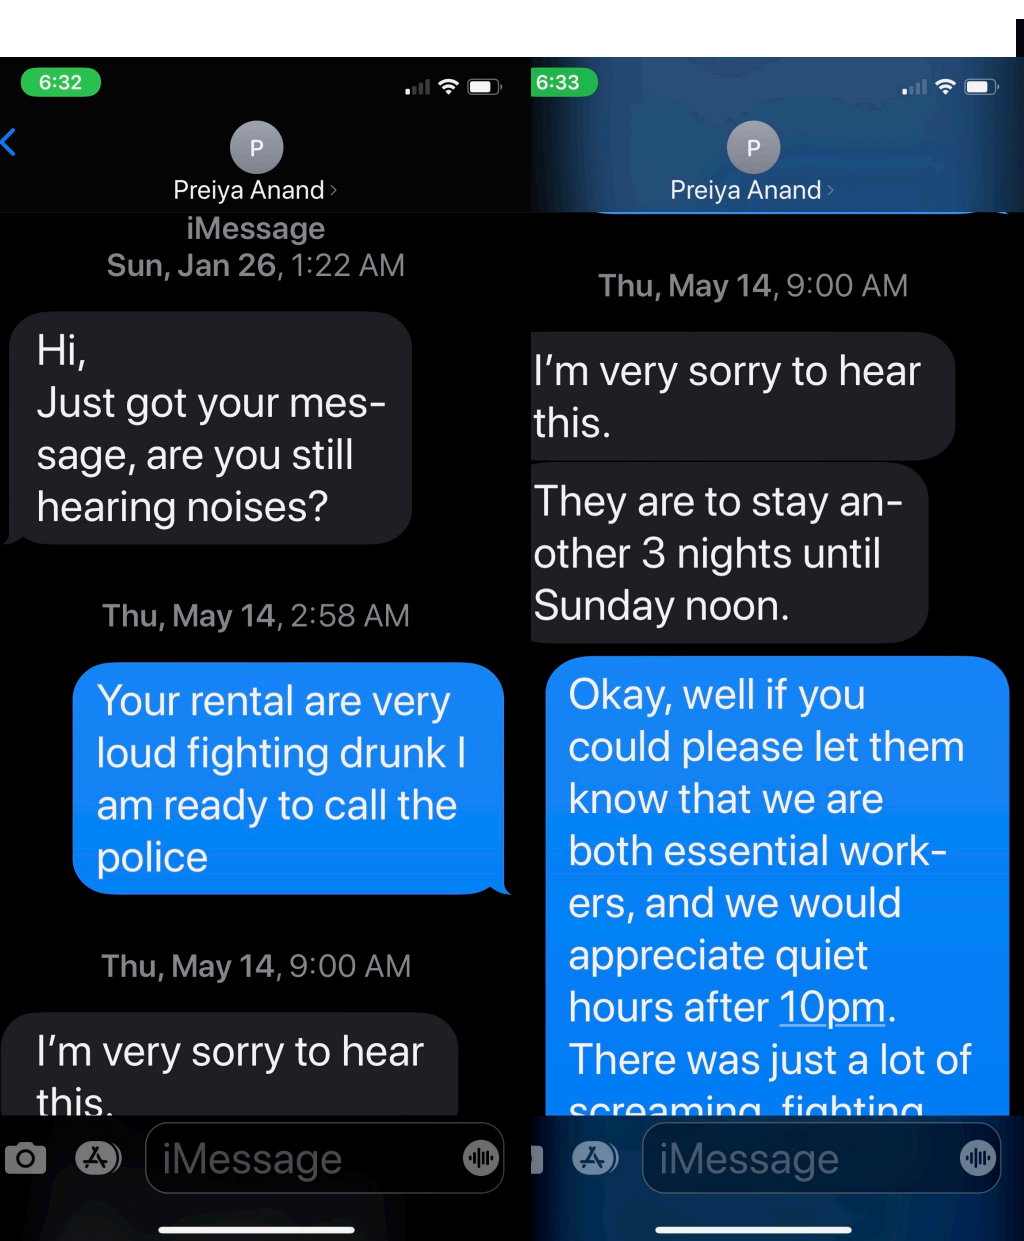 6:32
P
Preiya Anand
iMessage
Sun, Jan 26, 1:22 AM
Hi,
Just got your mes-
sage, are you still
hearing noises?
Thu, May 14, 2:58 AM
Your rental are very
loud fighting drunk I
am ready to call the
police
Thu, May 14, 9:00 AM
I'm very sorry to hear
this.
iMessage
6:33
P
Preiya Anand
Thu, May 14, 9:00 AM
I'm very sorry to hear
this.
They are to stay an-
other 3 nights until
Sunday noon.
Okay, well if you
could please let them
know that we are
both essential work-
ers, and we would
appreciate quiet
hours after 10pm.
There was just a lot of
screaming, fighting
iMessage